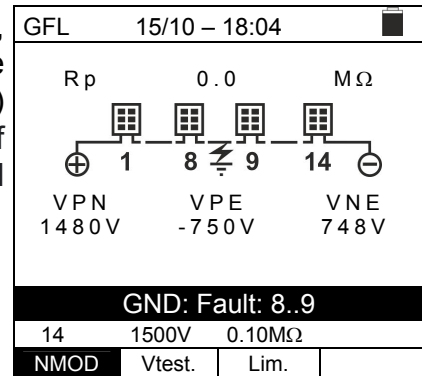 GFL 15/10 – 18:04
Rp 0.0 MΩ
1 8 9 14
VPN VPE VNE
1480V -750V 748V
GND: Fault: 8..9
14 1500V 0.10MΩ
NMOD Vtest. Lim.